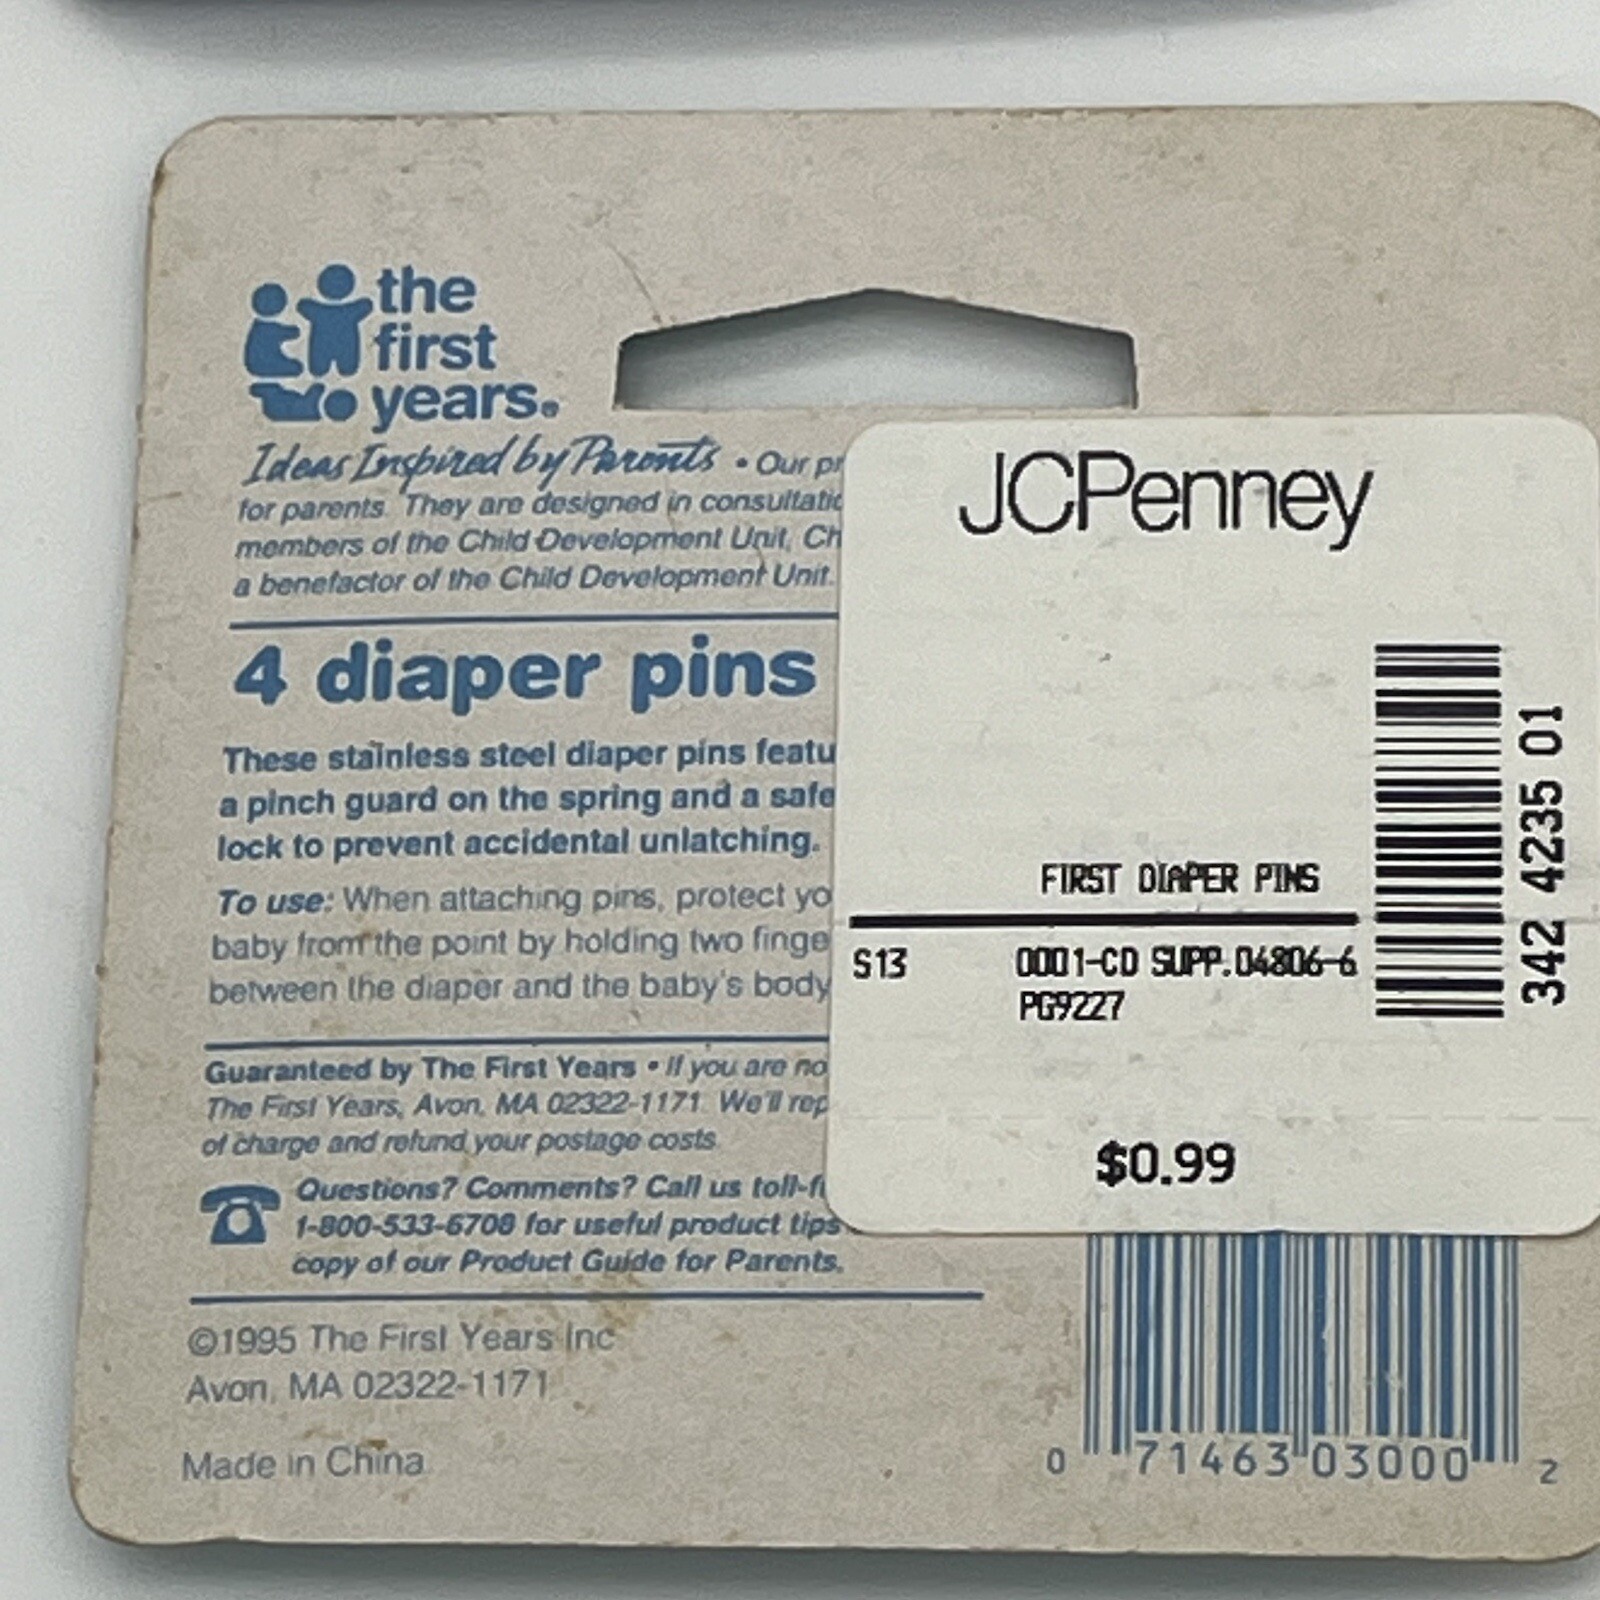 the
first
years®
Ideas Inspired by Parents • Our pr
for parents. They are designed in consultatio
members of the Child Development Unit, Ch
a benefactor of the Child Development Unit.
4 diaper pins
These stainless steel diaper pins featu
a pinch guard on the spring and a safe
lock to prevent accidental unlatching.
To use: When attaching pins, protect yo
baby from the point by holding two finge
between the diaper and the baby's body
Guaranteed by The First Years • If you are no
The First Years, Avon, MA 02322-1171. We'll rep
of charge and refund your postage costs.
Questions? Comments? Call us toll-f
1-800-533-6708 for useful product tips
copy of our Product Guide for Parents.
©1995 The First Years Inc
Avon, MA 02322-1171
Made in China
JCPenney
342 4235 01
FIRST DIAPER PINS
S13 0001-CD SUPP.04806-6
PG9227
$0.99
0 71463 03000 2